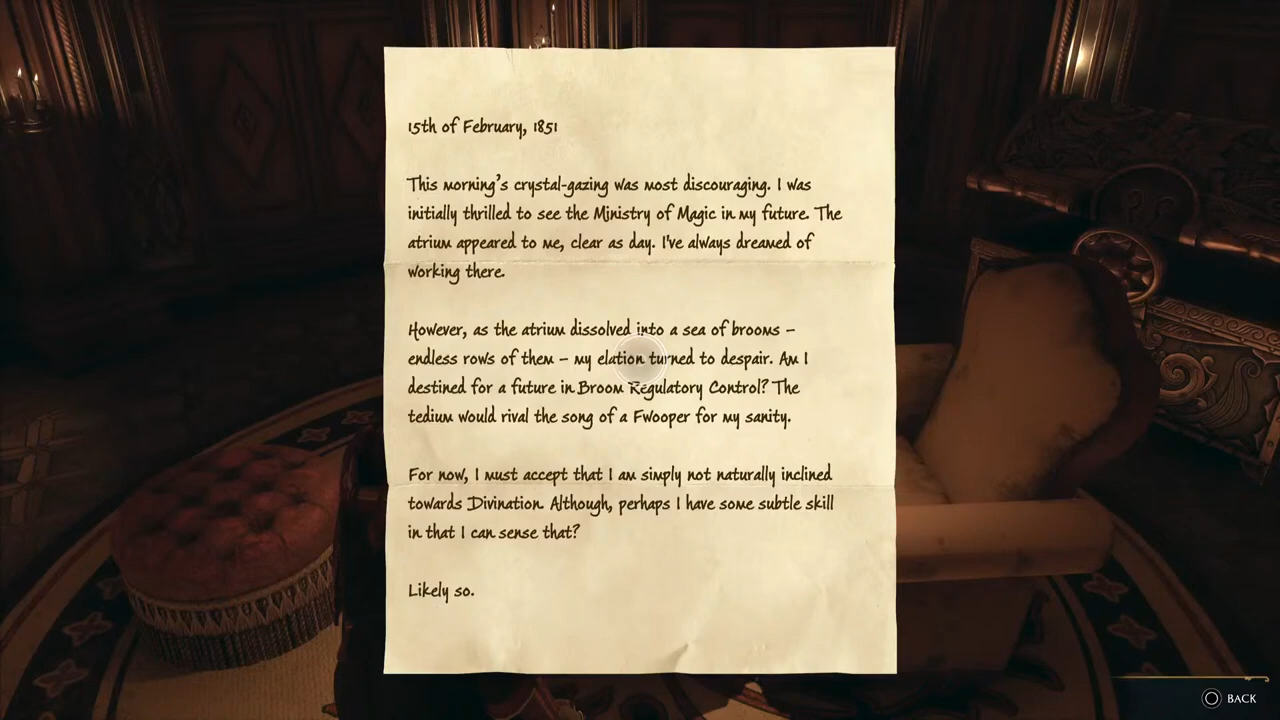 15th of February, 1851
This morning's crystal-gazing was most discouraging. I was
initially thrilled to see the Ministry of Magic in my future. The
atrium appeared to me, clear as day. I've always dreamed of
working there.
However, as the atrium dissolved into a sea of brooms –
endless rows of them – my elation turned to despair. Am I
destined for a future in Broom Regulatory Control? The
tedium would rival the song of a Fwooper for my sanity.
For now, I must accept that I am simply not naturally inclined
towards Divination. Although, perhaps I have some subtle skill
in that I can sense that?
Likely so.
BACK